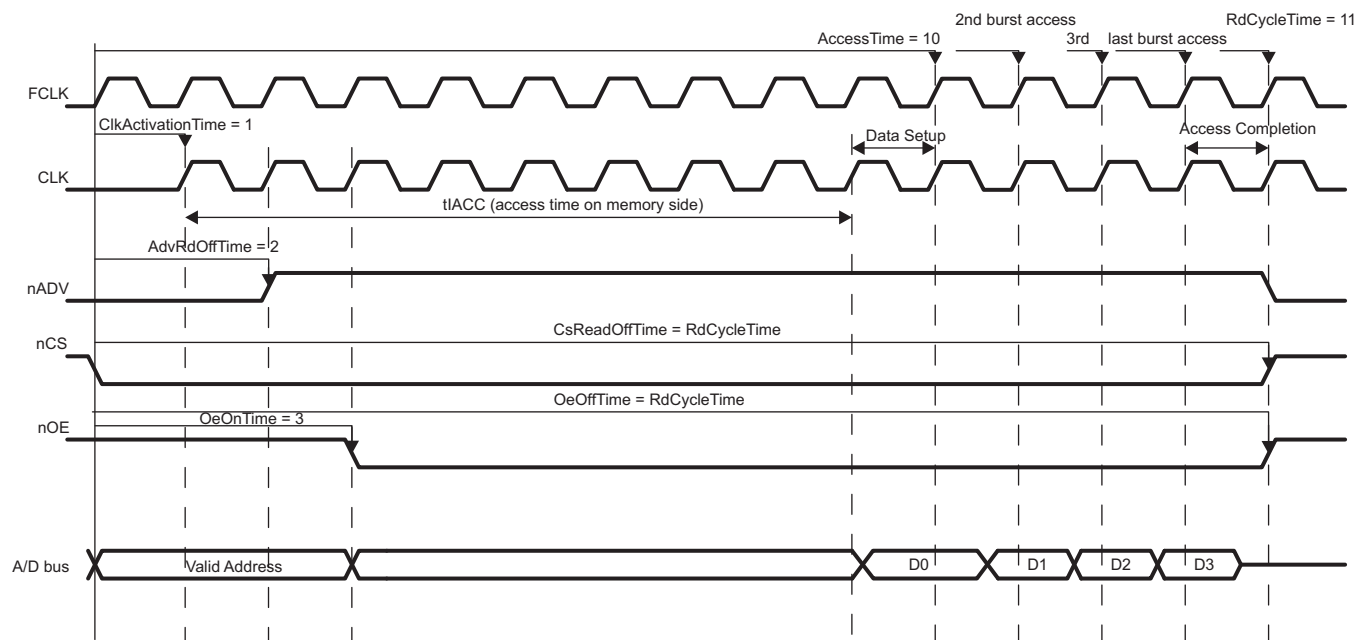 2nd burst access
RdCycleTime = 11
AccessTime = 10
3rd
last burst access
FCLK
ClkActivationTime = 1
Data Setup
Access Completion
CLK
tIACC (access time on memory side)
AdvRdOffTime = 2
nADV
CsReadOffTime = RdCycleTime
nCS
OeOffTime = RdCycleTime
OeOnTime = 3
nOE
A/D bus
Valid Address
D0
D1
D2
D3